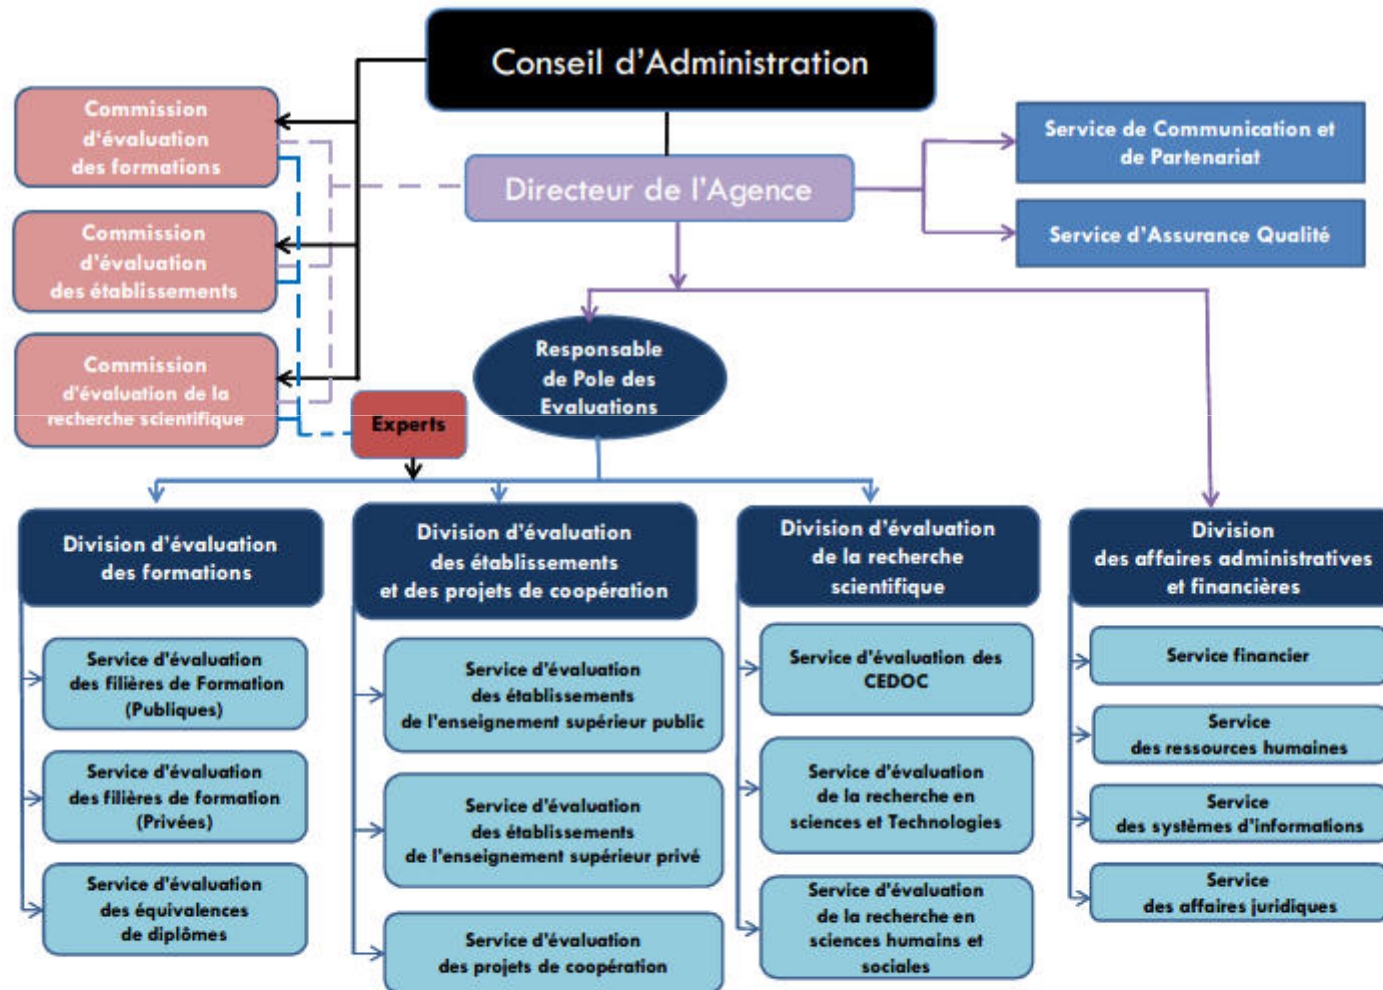 Conseil d'Administration
Commission
d'évaluation
des formations
Service de Communication et
de Partenariat
Directeur de l'Agence
Commission
d'évaluation
des établissements
Service d'Assurance Qualité
Commission
d'évaluation de la
recherche scientifique
Responsable
de Pole des
Evaluations
Experts
Division d'évaluation
des formations
Division d'évaluation
des établissements
et des projets de coopération
Division d'évaluation
de la recherche
scientifique
Division
des affaires administratives
et financières
Service d'évaluation
des filières de Formation
(Publiques)
Service d'évaluation
des filières de formation
(Privées)
Service d'évaluation
des équivalences
de diplômes
Service d'évaluation
des établissements
de l'enseignement supérieur public
Service d'évaluation
des établissements
de l'enseignement supérieur privé
Service d'évaluation
des projets de coopération
Service d'évaluation des
CEDOC
Service d'évaluation
de la recherche en
sciences et Technologies
Service d'évaluation
de la recherche en
sciences humains et
sociales
Service financier
Service
des ressources humaines
Service
des systèmes d'informations
Service
des affaires juridiques